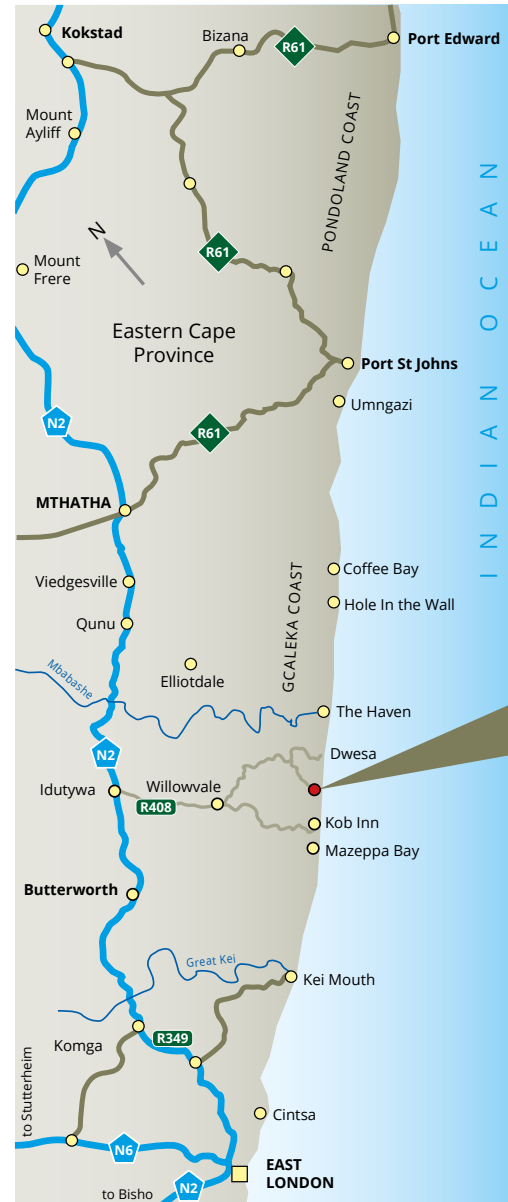 Kokstad
Bizana
R61
Port Edward
Mount
Ayliff
PONDOLAND COAST
INDIAN OCEAN
N
R61
Mount
Frere
Eastern Cape
Province
Port St Johns
Umngazi
N2
R61
MTHATHA
Viedgesville
Coffee Bay
Hole In the Wall
Qunu
GCALEKA COAST
Elliotdale
Mbabashe
The Haven
N2
Dwesa
Idutywa
Willowvale
R408
Kob Inn
Mazeppa Bay
Butterworth
Great Kei
Kei Mouth
Komga
R349
to Stutterheim
Cintsa
N6
EAST
LONDON
to Bisho
N2